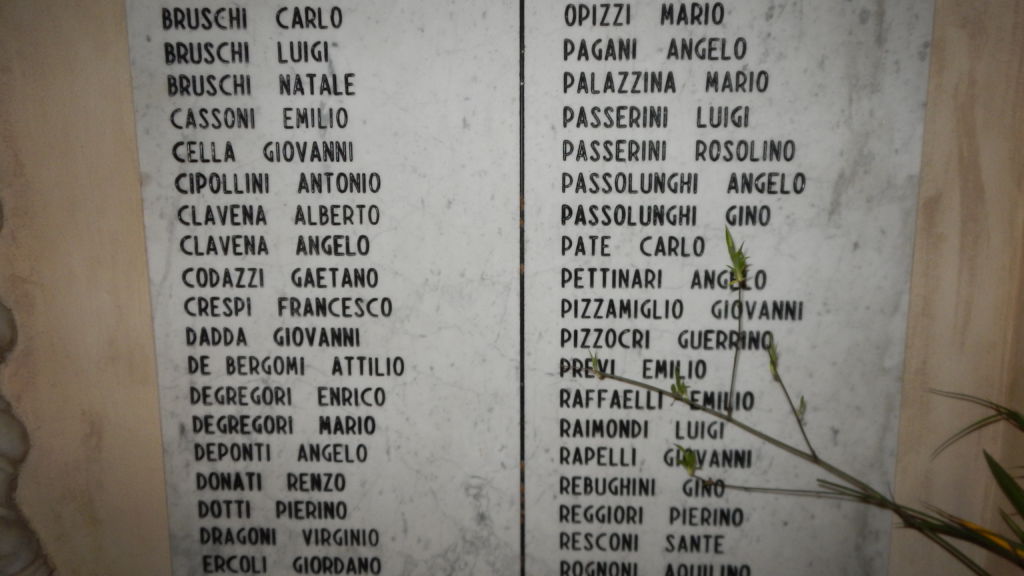 BRUSCHI CARLO
BRUSCHI LUIGI
BRUSCHI NATALE
CASSONI EMILIO
CELLA GIOVANNI
CIPOLLINI ANTONIO
CLAVENA ALBERTO
CLAVENA ANGELO
CODAZZI GAETANO
CRESPI FRANCESCO
DADDA GIOVANNI
DE BERGOMI ATTILIO
DEGREGORI ENRICO
DEGREGORI MARIO
DEPONTI ANGELO
DONATI RENZO
DOTTI PIERINO
DRAGONI VIRGINIO
ERCOLI GIORDANO
OPIZZI MARIO
PAGANI ANGELO
PALAZZINA MARIO
PASSERINI LUIGI
PASSERINI ROSOLINO
PASSOLUNGHI ANGELO
PASSOLUNGHI GINO
PATE CARLO
PETTINARI ANGELO
PIZZAMIGLIO GIOVANNI
PIZZOCRI GUERRINO
PREVI EMILIO
RAFFAELLI EMILIO
RAIMONDI LUIGI
RAPELLI GIOVANNI
REBUGHINI GINO
REGGIORI PIERINO
RESCONI SANTE
ROGNONI AQUILINO